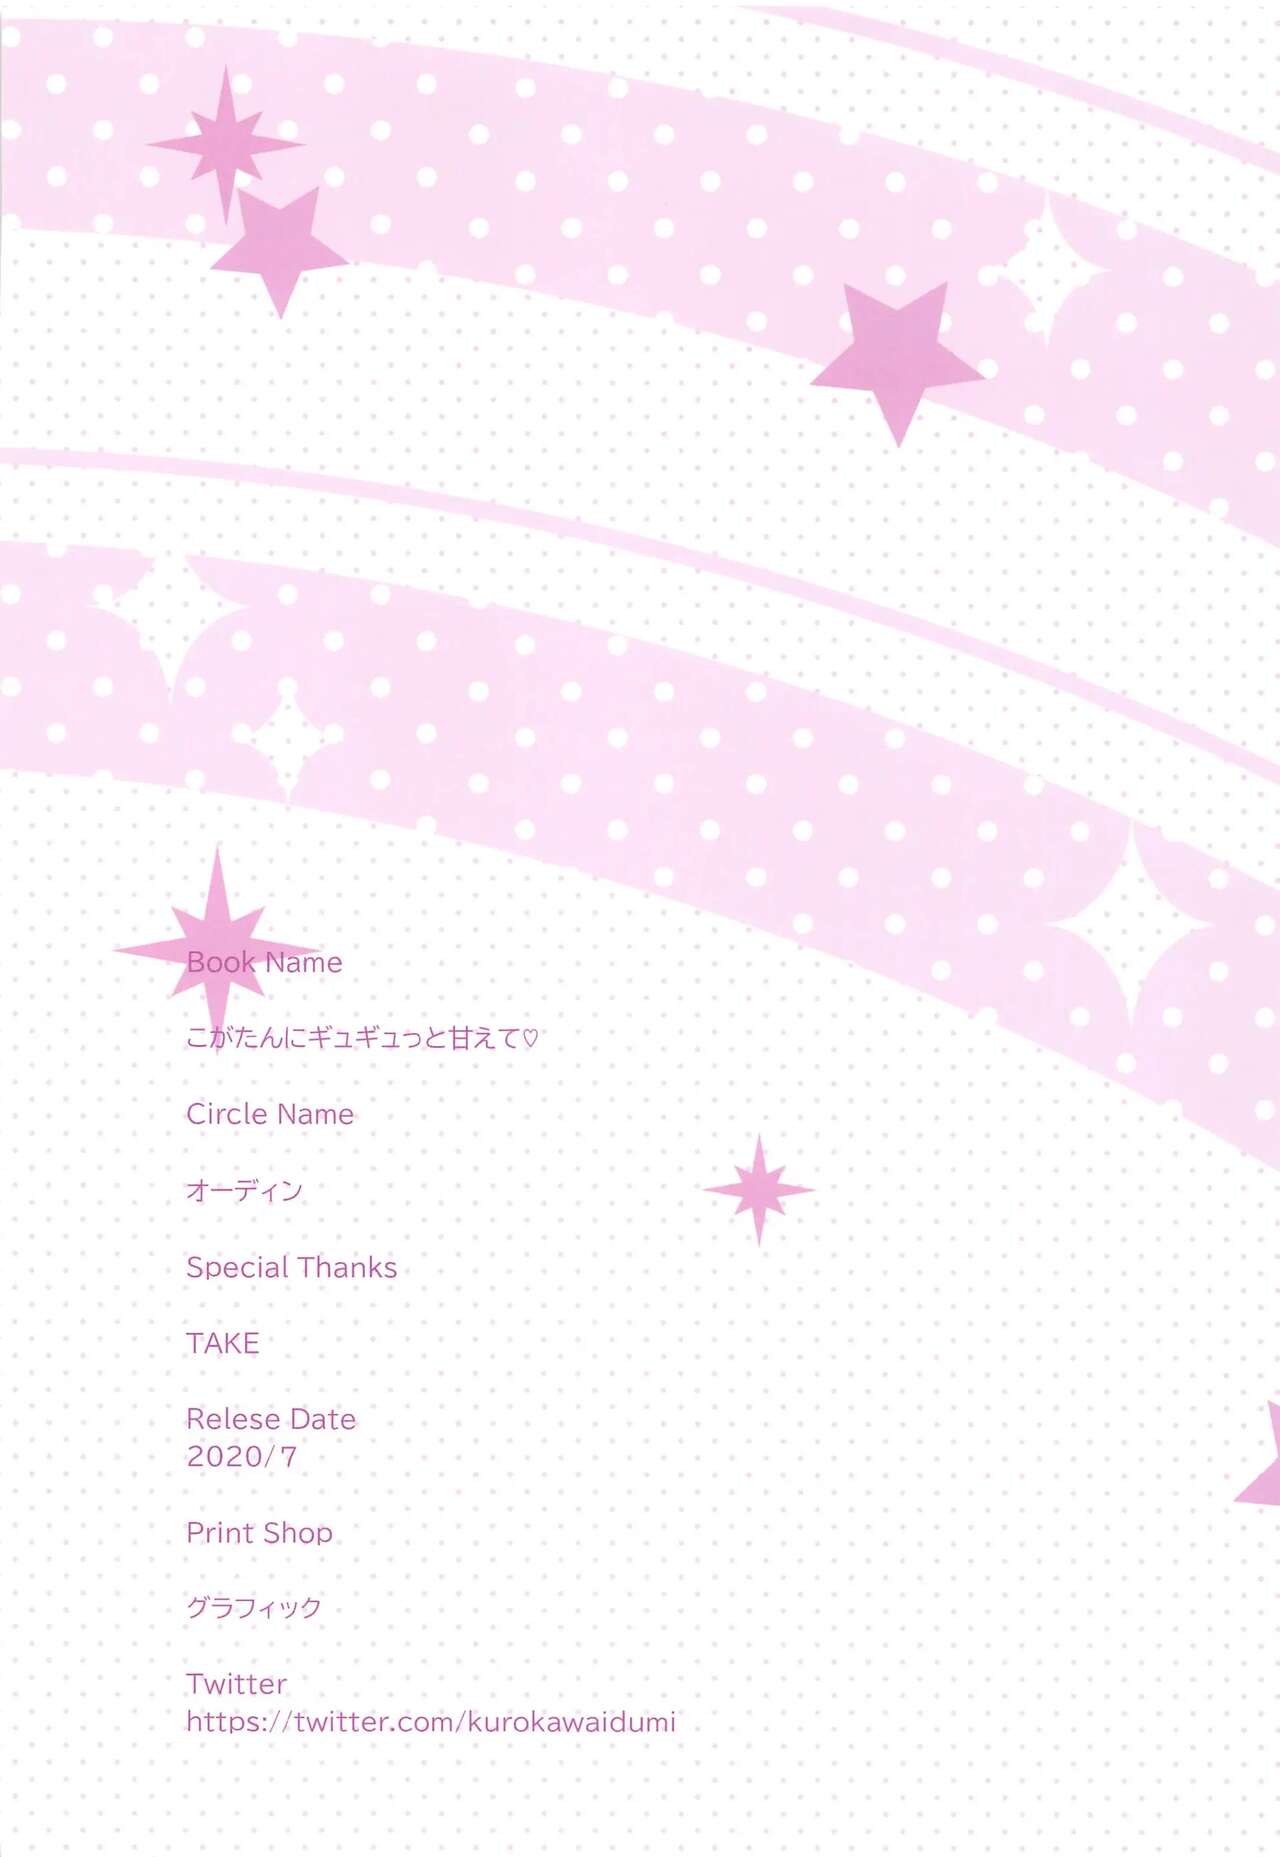 Book Name
こがたんにギュギュっと甘えて♡
Circle Name
オーディン
Special Thanks
TAKE
Relese Date
2020/7
Print Shop
グラフィック
Twitter
https://twitter.com/kurokawaidumi